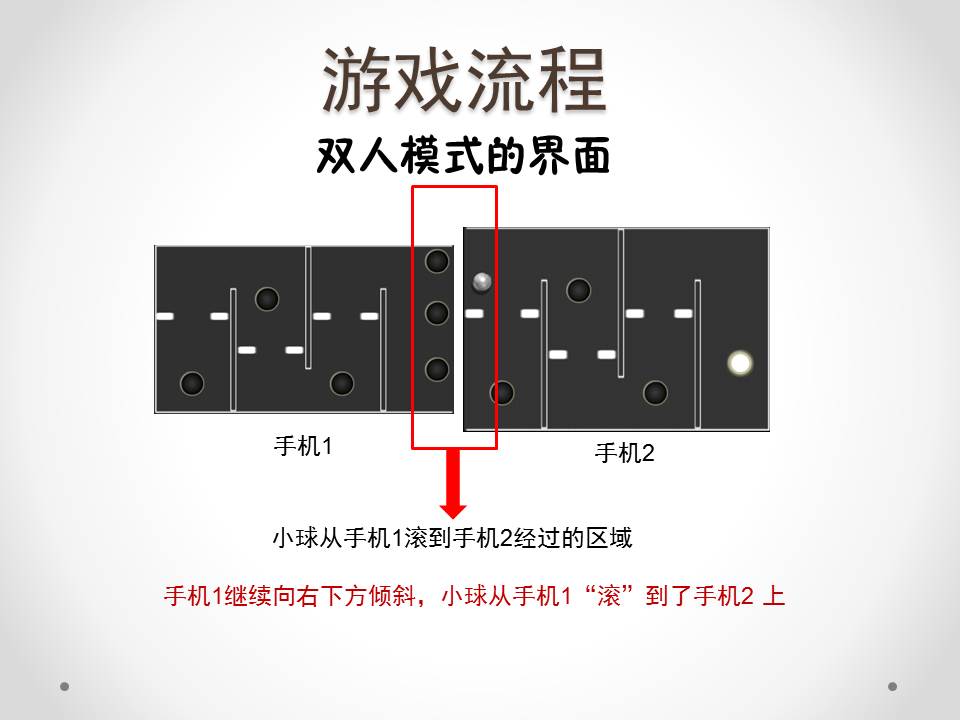 游戏流程
双人模式的界面
手机1
手机2
小球从手机1滚到手机2经过的区域
手机1继续向右下方倾斜，小球从手机1“滚”到了手机2 上